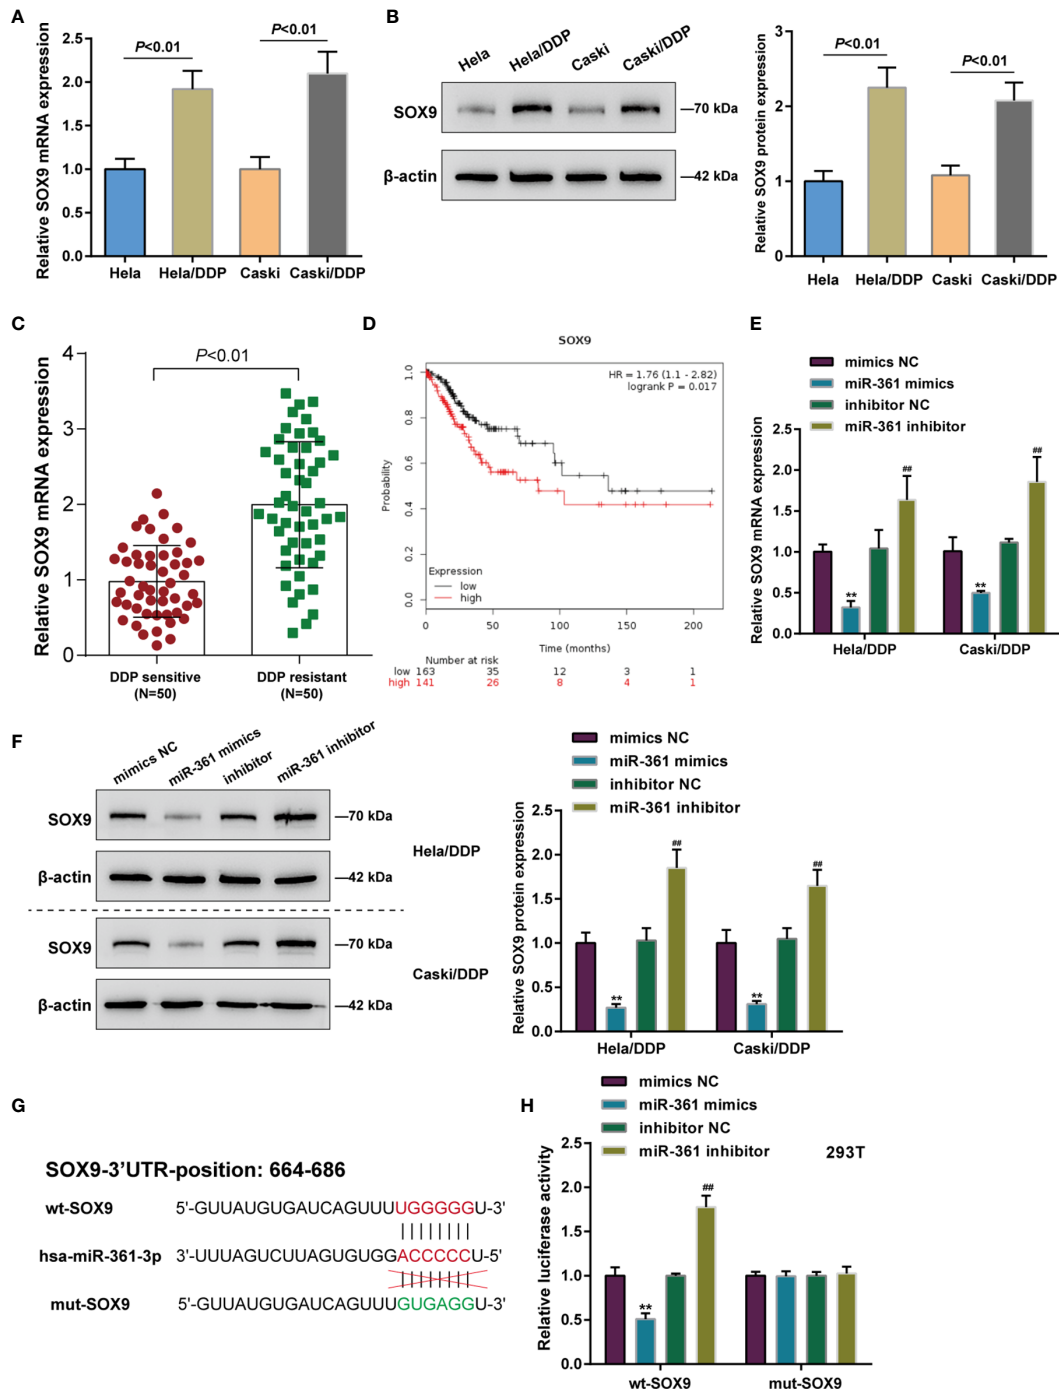 A
Relative SOX9 mRNA expression
2.5
2.0
1.5
1.0
0.5
0.0
P<0.01
P<0.01
Hela
Hela/DDP
Caski
Caski/DDP
B
Hela
Hela/DDP
Caski
Caski/DDP
SOX9
—70 kDa
β-actin
—42 kDa
Relative SOX9 protein expression
3
2
1
0
P<0.01
P<0.01
Hela
Hela/DDP
Caski
Caski/DDP
C
Relative SOX9 mRNA expression
4
3
2
1
0
P<0.01
DDP sensitive
(N=50)
DDP resistant
(N=50)
D
SOX9
HR = 1.76 (1.1 - 2.82)
logrank P = 0.017
Probability
1.0
0.8
0.6
0.4
0.2
0.0
Expression
low
high
0 50 100 150 200
Time (months)
Number at risk
low 163 35 12 3 1
high 141 26 8 4 1
E
mimics NC
miR-361 mimics
inhibitor NC
miR-361 inhibitor
Relative SOX9 mRNA expression
2.5
2.0
1.5
1.0
0.5
0.0
**
##
**
##
Hela/DDP
Caski/DDP
F
mimics NC
miR-361 mimics
inhibitor
miR-361 inhibitor
SOX9
—70 kDa
β-actin
—42 kDa
Hela/DDP
SOX9
—70 kDa
β-actin
—42 kDa
Caski/DDP
mimics NC
miR-361 mimics
inhibitor NC
miR-361 inhibitor
Relative SOX9 protein expression
2.5
2.0
1.5
1.0
0.5
0.0
**
##
**
##
Hela/DDP
Caski/DDP
G
SOX9-3'UTR-position: 664-686
wt-SOX9 5'-GUUAUGUGAUCAGUUUUGGGGGU-3'
hsa-miR-361-3p 3'-UUUAGUCUUAGUGUGGACCCCCU-5'
mut-SOX9 5'-GUUAUGUGAUCAGUUUGUGAGGU-3'
H
mimics NC
miR-361 mimics
inhibitor NC
miR-361 inhibitor
293T
Relative luciferase activity
2.5
2.0
1.5
1.0
0.5
0.0
**
##
wt-SOX9
mut-SOX9